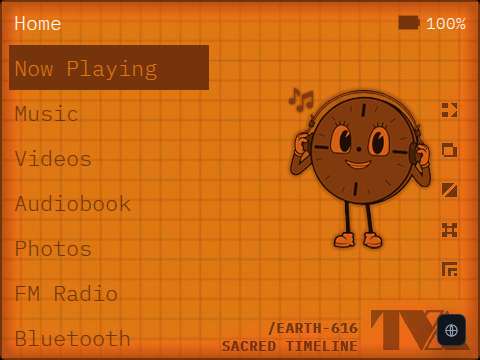 Home
100%
Now Playing
Music
Videos
Audiobook
Photos
FM Radio
Bluetooth
/EARTH-616
SACRED TIMELINE
TVA